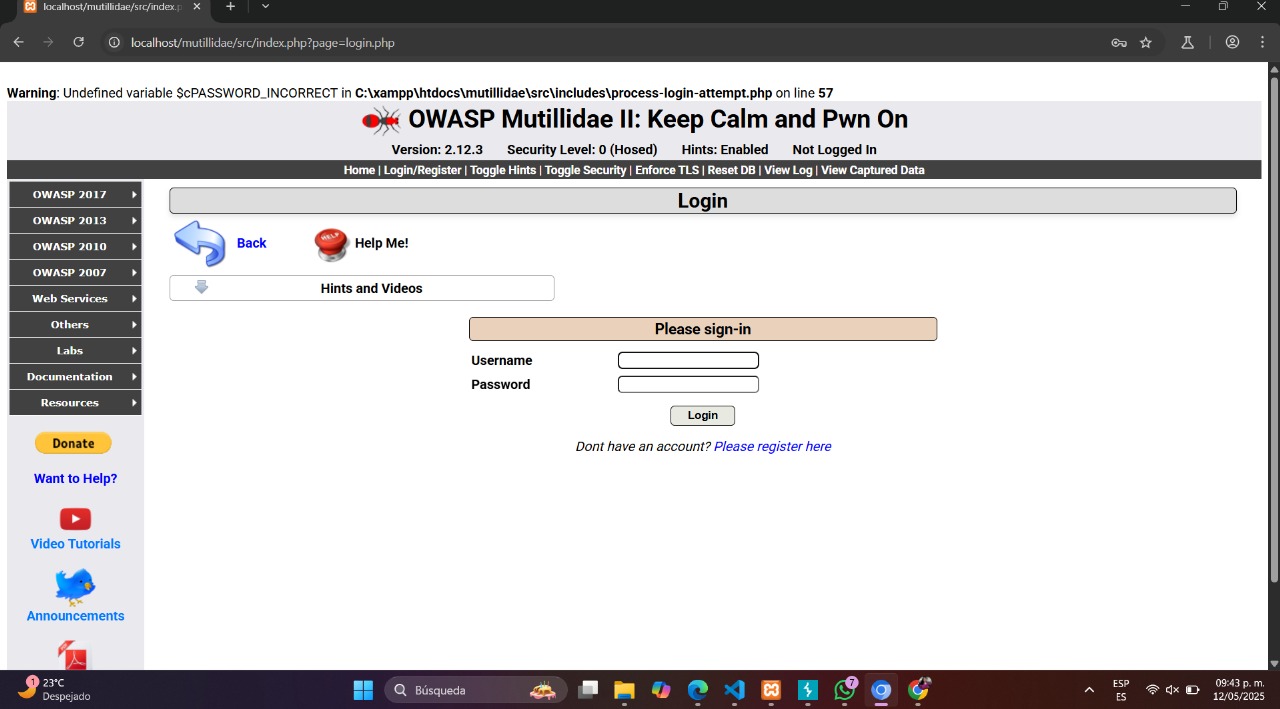 localhost/mutillidae/src/index.p
localhost/mutillidae/src/index.php?page=login.php
Warning: Undefined variable $cPASSWORD_INCORRECT in C:\xampp\htdocs\mutillidae\src\includes\process-login-attempt.php on line 57
OWASP Mutillidae II: Keep Calm and Pwn On
Version: 2.12.3 Security Level: 0 (Hosed) Hints: Enabled Not Logged In
Home | Login/Register | Toggle Hints | Toggle Security | Enforce TLS | Reset DB | View Log | View Captured Data
OWASP 2017
OWASP 2013
OWASP 2010
OWASP 2007
Web Services
Others
Labs
Documentation
Resources
Donate
Want to Help?
Video Tutorials
Announcements
Login
Back
HELP
Help Me!
Hints and Videos
Please sign-in
Username
Password
Login
Dont have an account? Please register here
1
23°C
Despejado
Búsqueda
7
ESP
ES
09:43 p. m.
12/05/2025